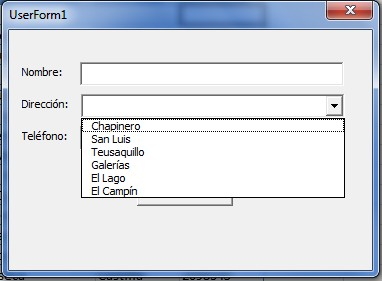 UserForm1
Nombre:
Dirección:
Chapinero
San Luis
Teusaquillo
Galerías
El Lago
El Campín
Teléfono: